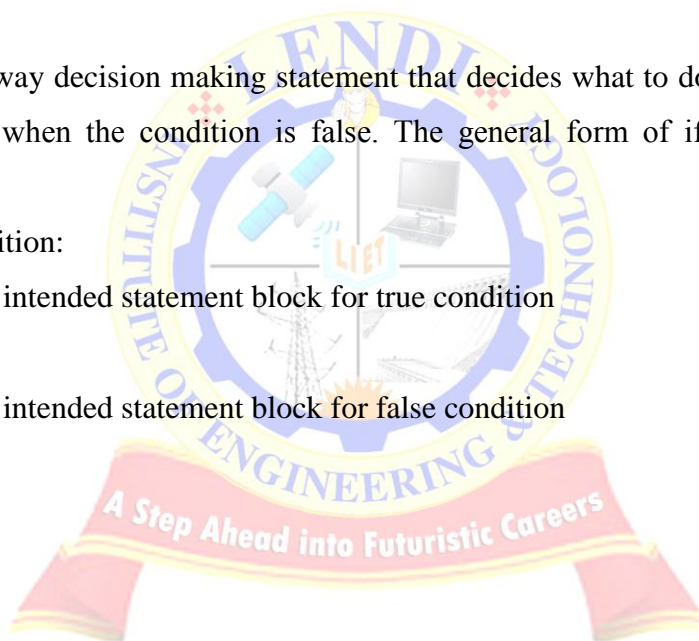 way decision making statement that decides what to do
when the condition is false. The general form of if
ition:
intended statement block for true condition
intended statement block for false condition
LENDI INSTITUTE OF ENGINEERING & TECHNOLOGY
LIET
A Step Ahead into Futuristic Careers